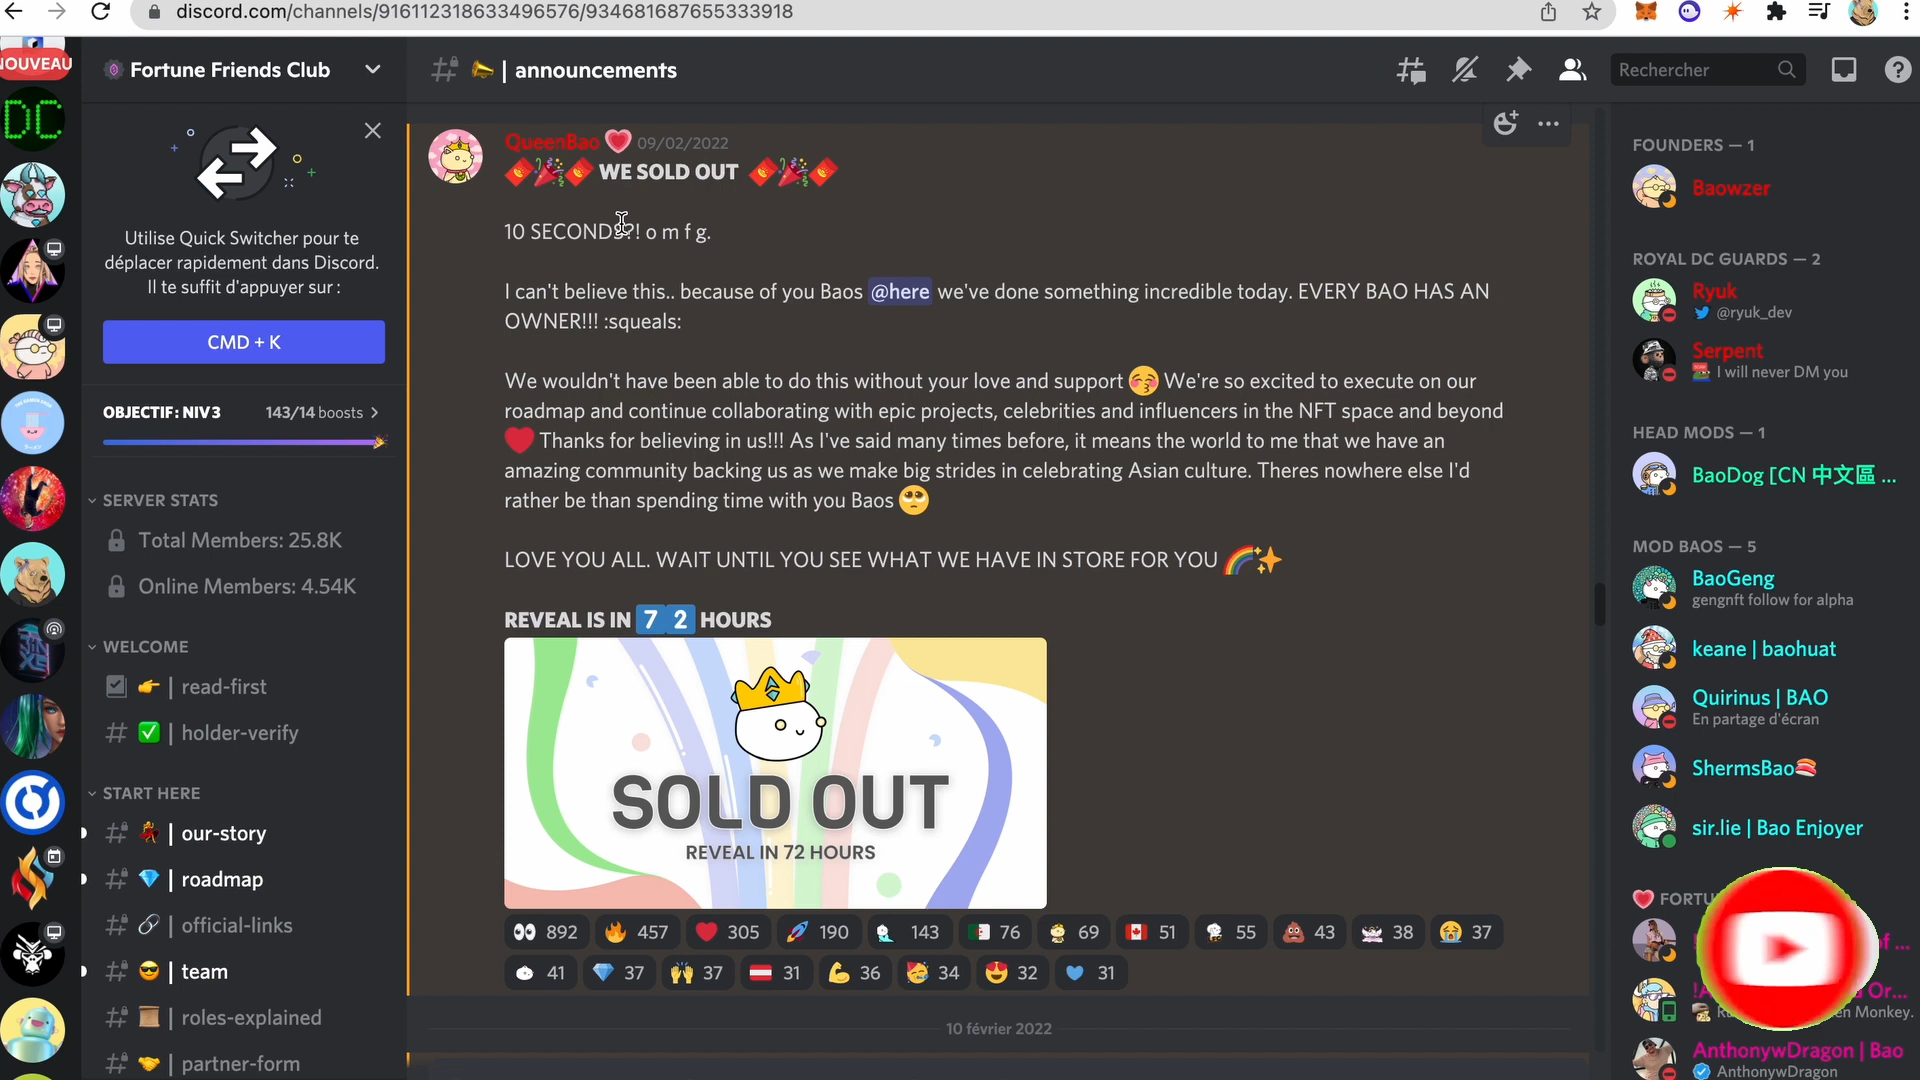 discord.com/channels/916112318633496576/934681687655333918
NOUVEAU
DC
Fortune Friends Club
Utilise Quick Switcher pour te
déplacer rapidement dans Discord.
Il te suffit d'appuyer sur :
CMD + K
OBJECTIF : NIV 3 143/14 boosts
SERVER STATS
Total Members: 25.8K
Online Members: 4.54K
WELCOME
👉 | read-first
# ✅ | holder-verify
START HERE
# 💃 | our-story
# 💎 | roadmap
# 🔗 | official-links
# 😎 | team
# 📜 | roles-explained
# 🤝 | partner-form
# 📣 | announcements
Rechercher
QueenBao 💗 09/02/2022
🧧🎉🧧 WE SOLD OUT 🧧🎉🧧
10 SECONDS?! o m f g.
I can't believe this.. because of you Baos @here we've done something incredible today. EVERY BAO HAS AN
OWNER!!! :squeals:
We wouldn't have been able to do this without your love and support 😚 We're so excited to execute on our
roadmap and continue collaborating with epic projects, celebrities and influencers in the NFT space and beyond
❤️ Thanks for believing in us!!! As I've said many times before, it means the world to me that we have an
amazing community backing us as we make big strides in celebrating Asian culture. Theres nowhere else I'd
rather be than spending time with you Baos 🥺
LOVE YOU ALL. WAIT UNTIL YOU SEE WHAT WE HAVE IN STORE FOR YOU 🌈✨
REVEAL IS IN 7 2 HOURS
SOLD OUT
REVEAL IN 72 HOURS
👀 892 🔥 457 ❤️ 305 🚀 190 143 🇩🇿 76 69 🇨🇦 51 55 💩 43 38 😭 37
41 💎 37 🙌 37 🇦🇹 31 💪 36 🥳 34 😍 32 💙 31
10 février 2022
FOUNDERS — 1
Baowzer
ROYAL DC GUARDS — 2
Ryuk
@ryuk_dev
Serpent
I will never DM you
HEAD MODS — 1
BaoDog [CN 中文區 ...
MOD BAOS — 5
BaoGeng
gengnft follow for alpha
keane | baohuat
Quirinus | BAO
En partage d'écran
ShermsBao🍣
sir.lie | Bao Enjoyer
💗 FORTU
of ...
Or...
en Monkey.
AnthonywDragon | Bao
AnthonywDragon